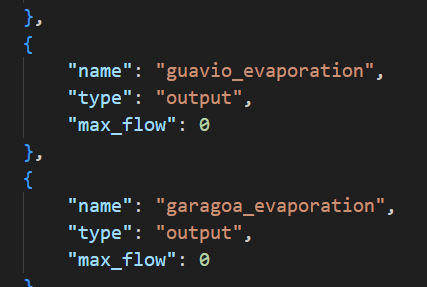 },
{
"name": "guavio_evaporation",
"type": "output",
"max_flow": 0
},
{
"name": "garagoa_evaporation",
"type": "output",
"max_flow": 0
}